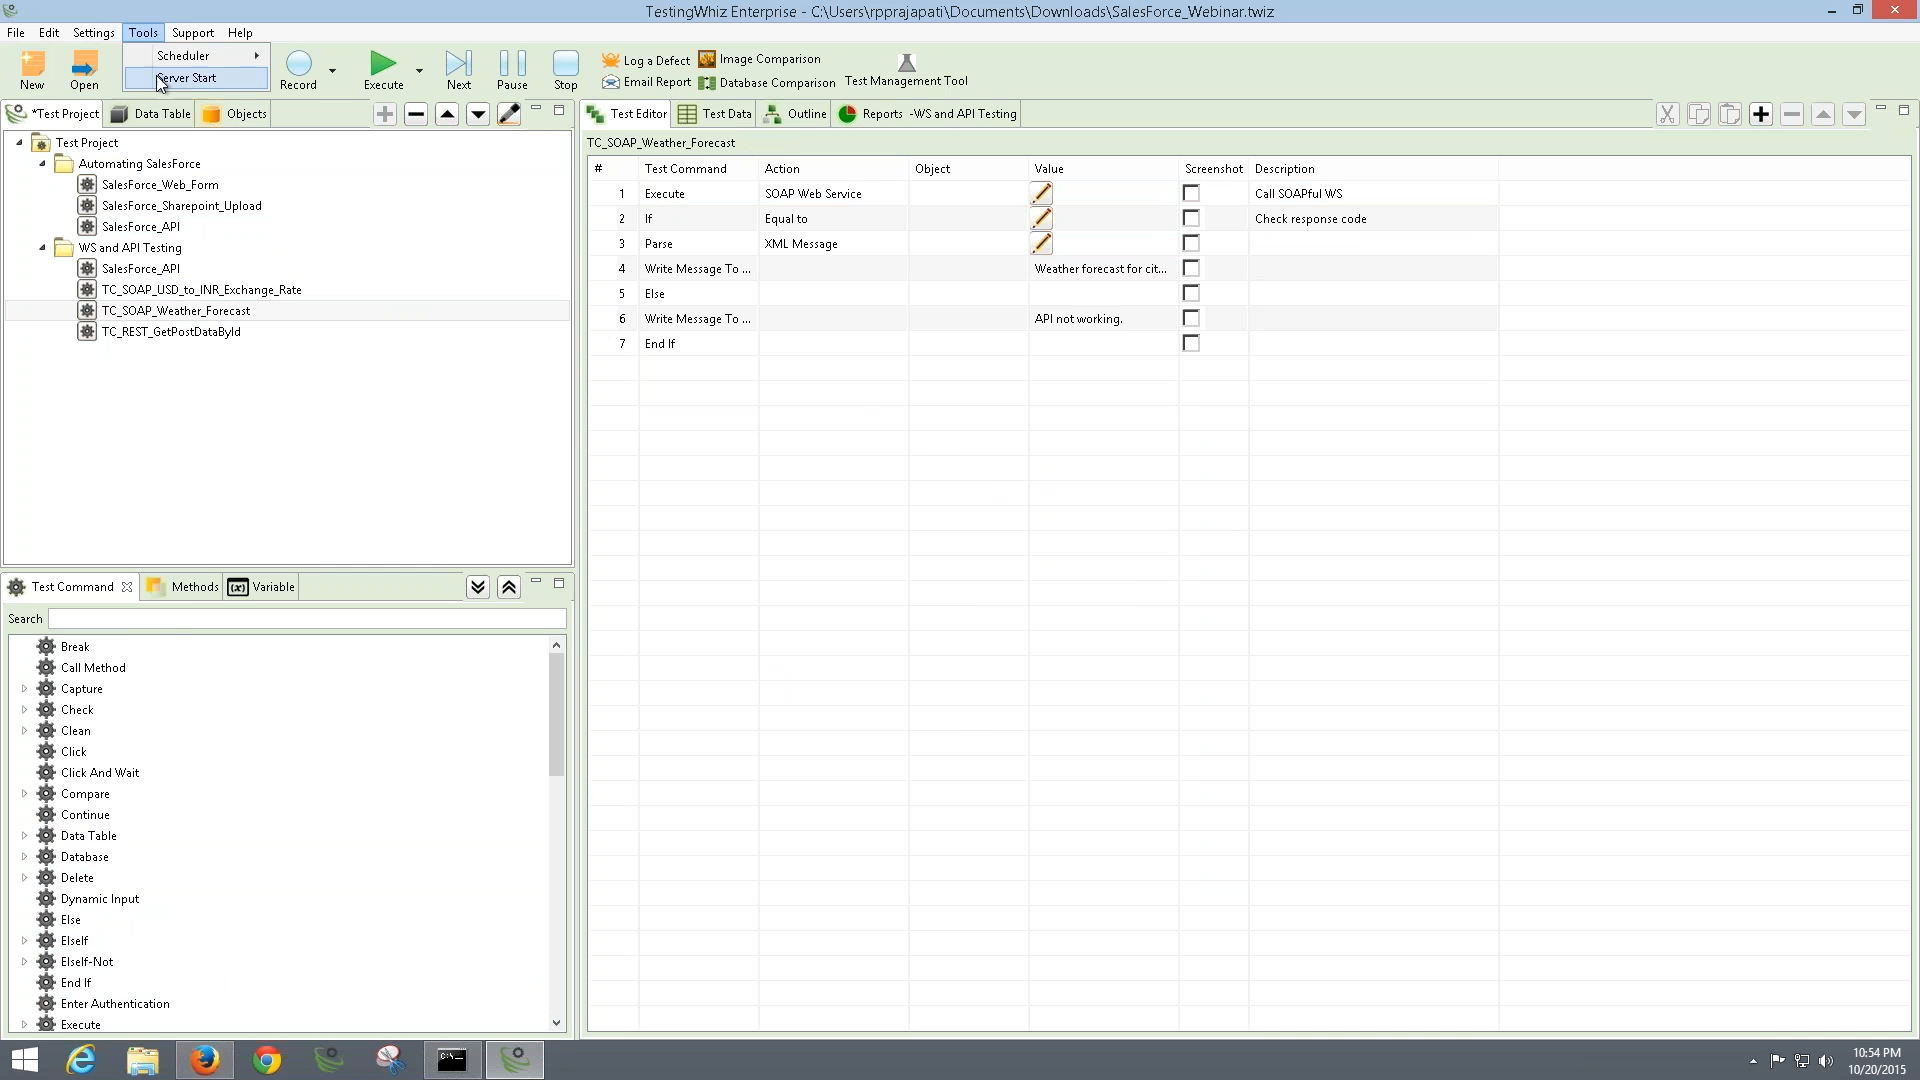 TestingWhiz Enterprise - C:\Users\rpprajapati\Documents\Downloads\SalesForce_Webinar.twiz
File Edit Settings Tools Support Help
Scheduler
Server Start
New Open Record Execute Next Pause Stop
Log a Defect Image Comparison
Email Report Database Comparison Test Management Tool
*Test Project Data Table Objects
Test Editor Test Data Outline Reports -WS and API Testing
Test Project
Automating SalesForce
SalesForce_Web_Form
SalesForce_Sharepoint_Upload
SalesForce_API
WS and API Testing
SalesForce_API
TC_SOAP_USD_to_INR_Exchange_Rate
TC_SOAP_Weather_Forecast
TC_REST_GetPostDataById
TC_SOAP_Weather_Forecast
# Test Command Action Object Value Screenshot Description
1 Execute SOAP Web Service Call SOAPful WS
2 If Equal to Check response code
3 Parse XML Message
4 Write Message To ... Weather forecast for cit...
5 Else
6 Write Message To ... API not working.
7 End If
Test Command Methods (x) Variable
Search
Break
Call Method
Capture
Check
Clean
Click
Click And Wait
Compare
Continue
Data Table
Database
Delete
Dynamic Input
Else
ElseIf
ElseIf-Not
End If
Enter Authentication
Execute
C:\.
10:54 PM
10/20/2015